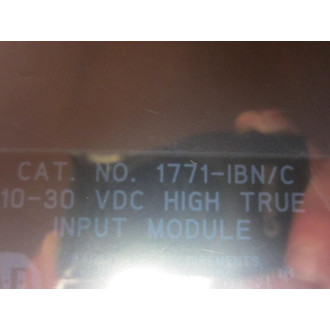 CAT. NO. 1771-IBN/C
10-30 VDC HIGH TRUE
INPUT MODULE